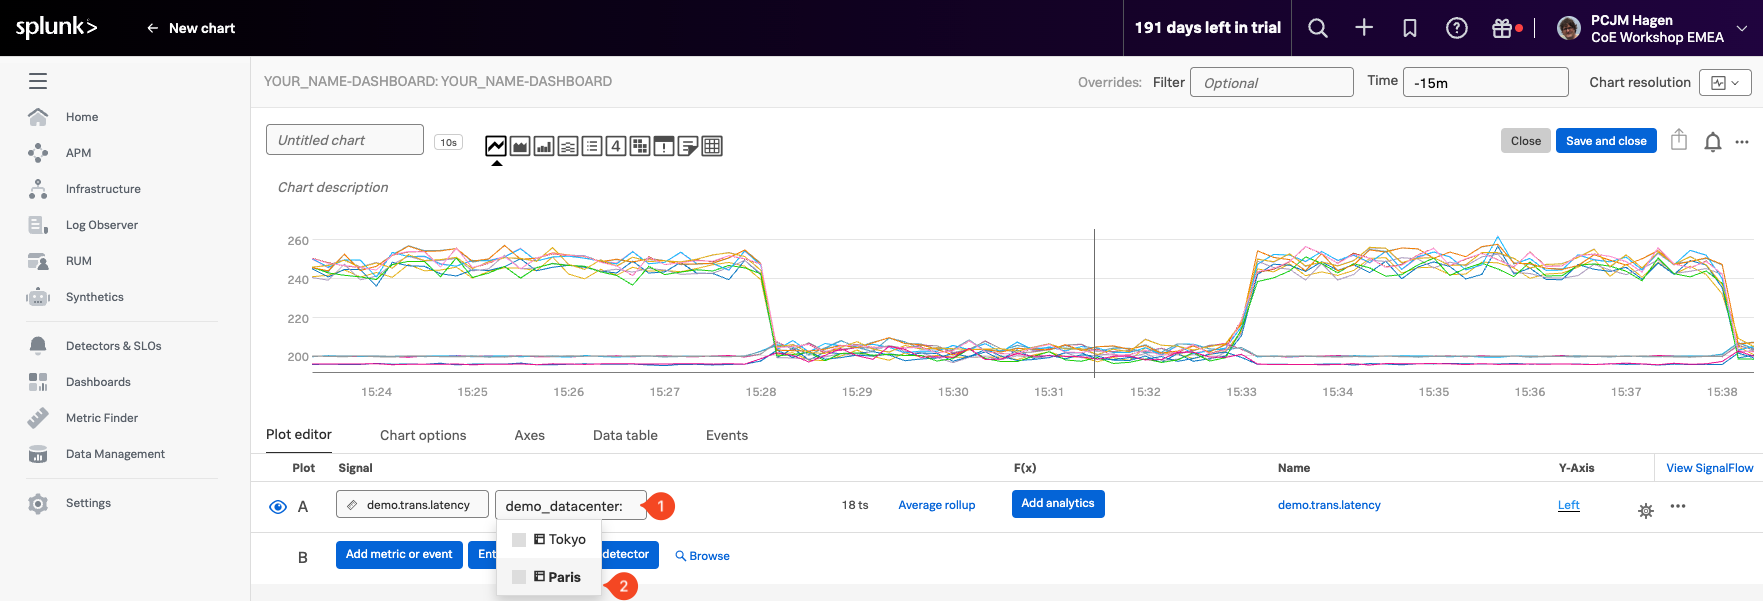 splunk>
New chart
191 days left in trial
PCJM Hagen
CoE Workshop EMEA
Home
APM
Infrastructure
Log Observer
RUM
Synthetics
Detectors & SLOs
Dashboards
Metric Finder
Data Management
Settings
YOUR_NAME-DASHBOARD: YOUR_NAME-DASHBOARD
Overrides: Filter Optional Time -15m Chart resolution
Untitled chart 10s 4 Close Save and close
Chart description
260
240
220
200
15:24 15:25 15:26 15:27 15:28 15:29 15:30 15:31 15:32 15:33 15:34 15:35 15:36 15:37 15:38
Plot editor Chart options Axes Data table Events
Plot Signal F(x) Name Y-Axis View SignalFlow
A demo.trans.latency demo_datacenter: 1 18 ts Average rollup Add analytics demo.trans.latency Left
Tokyo
B Add metric or event Ent detector Browse
Paris 2